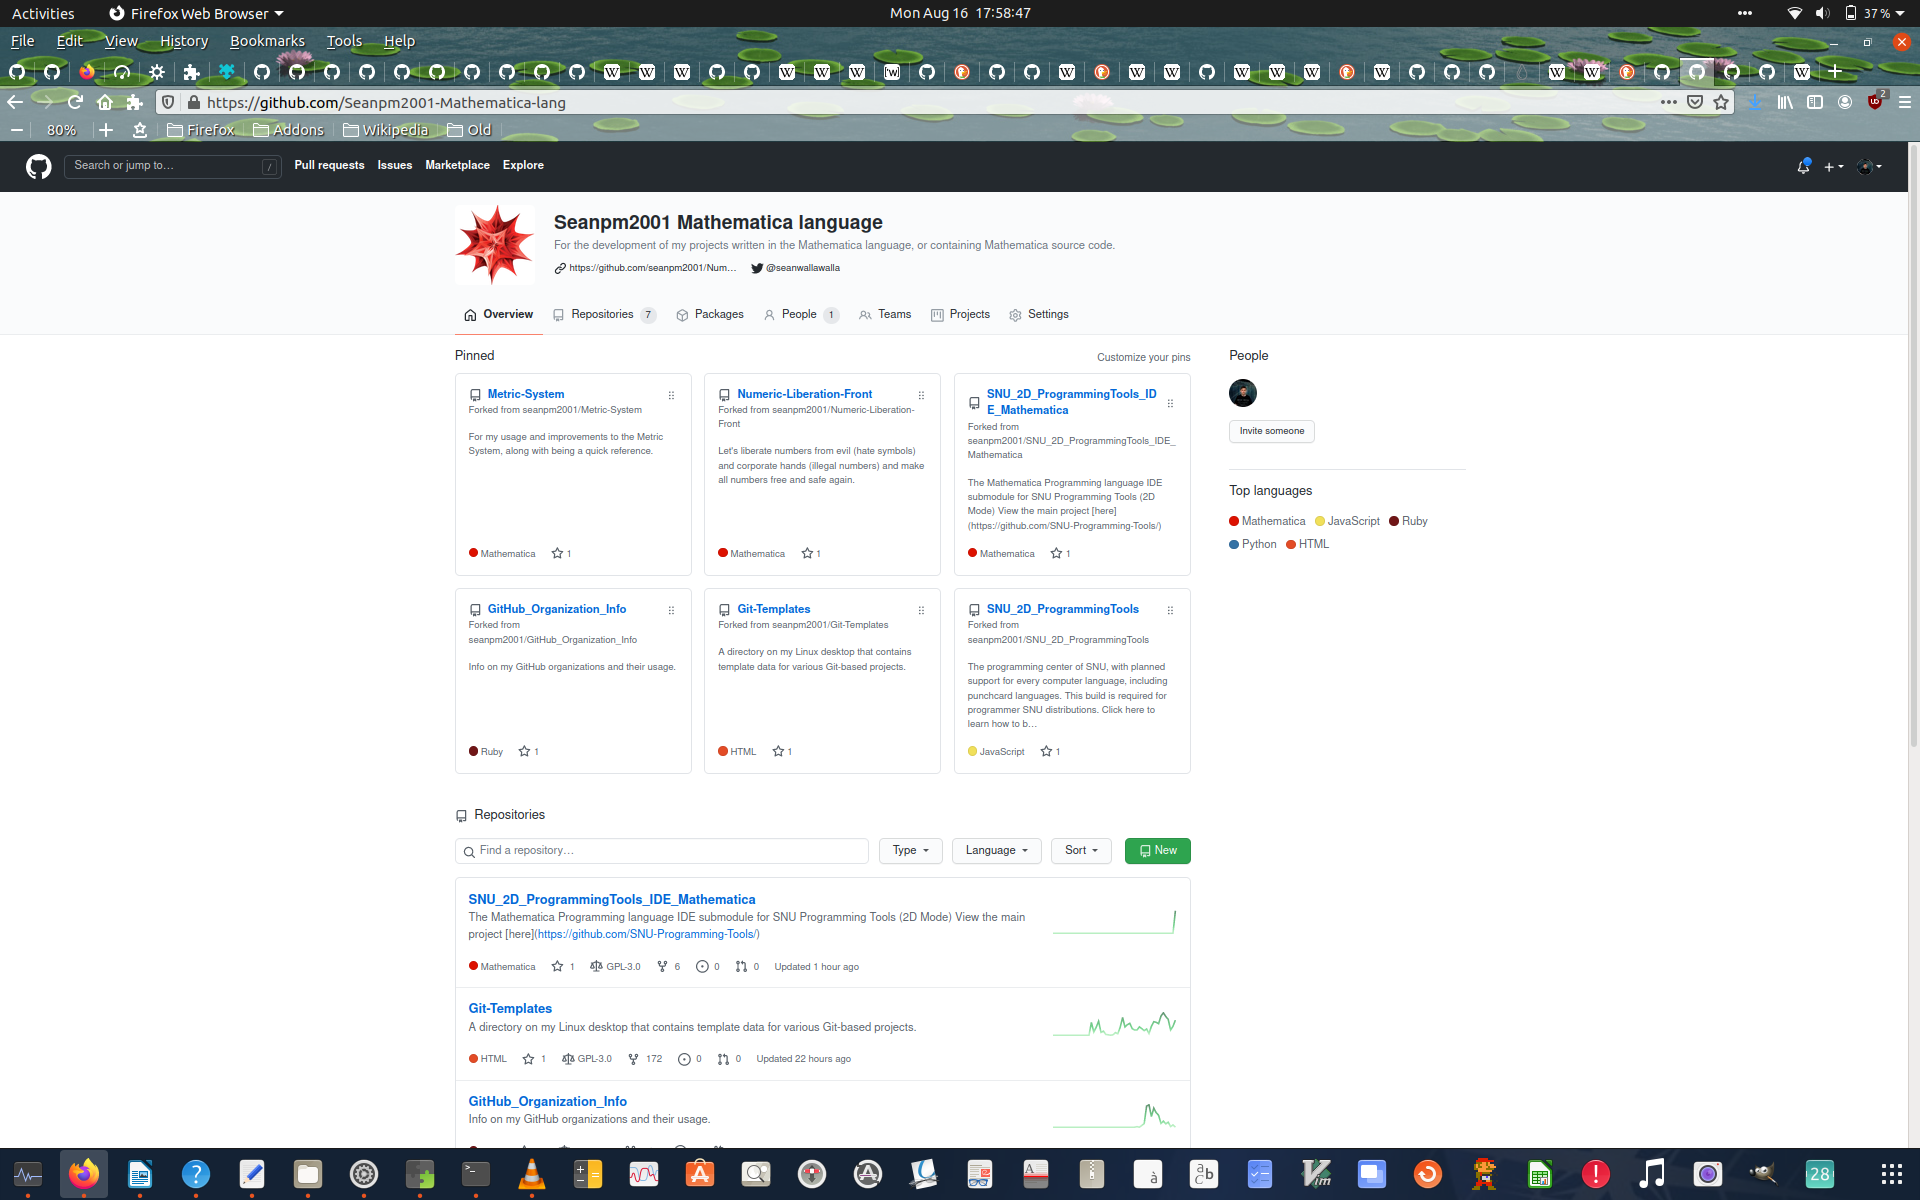 Activities
Firefox Web Browser
Mon Aug 16 17:58:47
37 %
File Edit View History Bookmarks Tools Help
https://github.com/Seanpm2001-Mathematica-lang
2
80%
Firefox Addons Wikipedia Old
Search or jump to…
/
Pull requests Issues Marketplace Explore
Seanpm2001 Mathematica language
For the development of my projects written in the Mathematica language, or containing Mathematica source code.
https://github.com/seanpm2001/Num… @seanwallawalla
Overview Repositories 7 Packages People 1 Teams Projects Settings
Pinned
Customize your pins
Metric-System
Forked from seanpm2001/Metric-System
For my usage and improvements to the Metric
System, along with being a quick reference.
Mathematica 1
Numeric-Liberation-Front
Forked from seanpm2001/Numeric-Liberation-
Front
Let's liberate numbers from evil (hate symbols)
and corporate hands (illegal numbers) and make
all numbers free and safe again.
Mathematica 1
SNU_2D_ProgrammingTools_ID
E_Mathematica
Forked from
seanpm2001/SNU_2D_ProgrammingTools_IDE_
Mathematica
The Mathematica Programming language IDE
submodule for SNU Programming Tools (2D
Mode) View the main project [here]
(https://github.com/SNU-Programming-Tools/)
Mathematica 1
GitHub_Organization_Info
Forked from
seanpm2001/GitHub_Organization_Info
Info on my GitHub organizations and their usage.
Ruby 1
Git-Templates
Forked from seanpm2001/Git-Templates
A directory on my Linux desktop that contains
template data for various Git-based projects.
HTML 1
SNU_2D_ProgrammingTools
Forked from
seanpm2001/SNU_2D_ProgrammingTools
The programming center of SNU, with planned
support for every computer language, including
punchcard languages. This build is required for
programmer SNU distributions. Click here to
learn how to b…
JavaScript 1
People
Invite someone
Top languages
Mathematica JavaScript Ruby
Python HTML
Repositories
Find a repository…
Type Language Sort New
SNU_2D_ProgrammingTools_IDE_Mathematica
The Mathematica Programming language IDE submodule for SNU Programming Tools (2D Mode) View the main
project [here](https://github.com/SNU-Programming-Tools/)
Mathematica 1 GPL-3.0 6 0 0 Updated 1 hour ago
Git-Templates
A directory on my Linux desktop that contains template data for various Git-based projects.
HTML 1 GPL-3.0 172 0 0 Updated 22 hours ago
GitHub_Organization_Info
Info on my GitHub organizations and their usage.
28